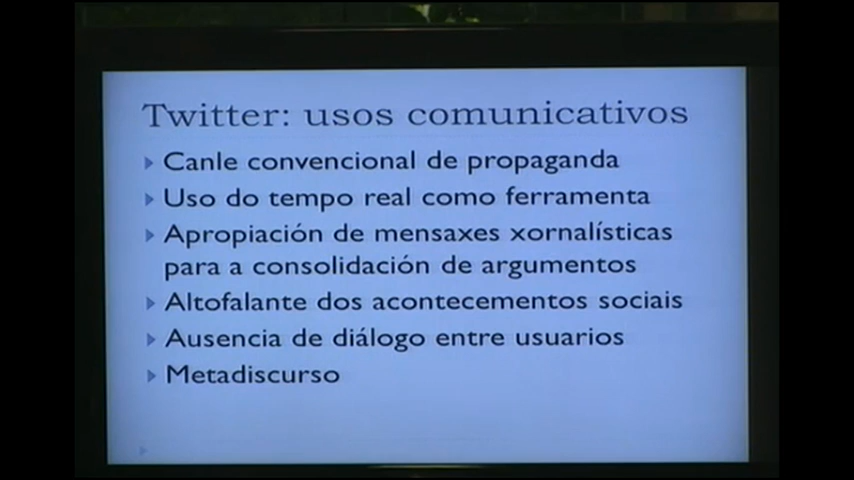 Twitter: usos comunicativos
Canle convencional de propaganda
Uso do tempo real como ferramenta
Apropiación de mensaxes xornalísticas
para a consolidación de argumentos
Altofalante dos acontecementos sociais
Ausencia de diálogo entre usuarios
Metadiscurso